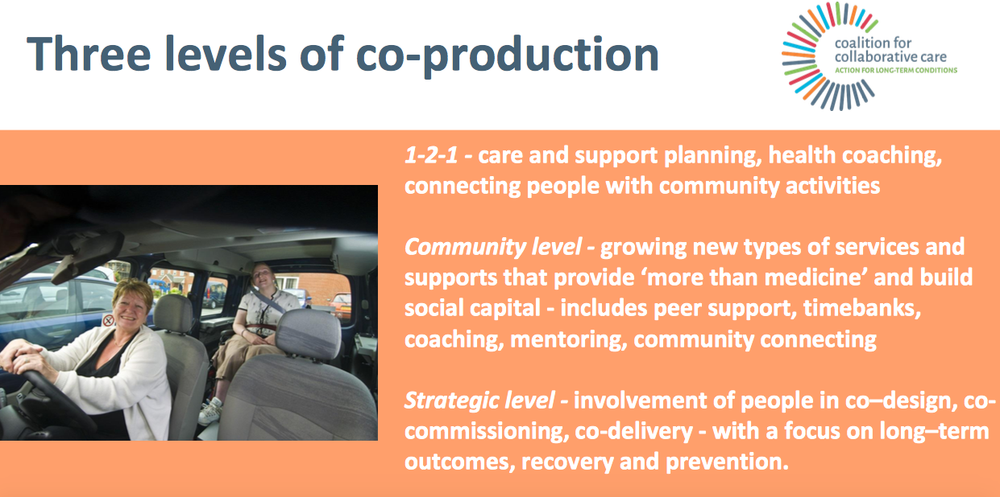 Three levels of co-production
coalition for
collaborative care
ACTION FOR LONG-TERM CONDITIONS
1-2-1 - care and support planning, health coaching,
connecting people with community activities
Community level - growing new types of services and
supports that provide ‘more than medicine’ and build
social capital - includes peer support, timebanks,
coaching, mentoring, community connecting
Strategic level - involvement of people in co–design, co-
commissioning, co-delivery - with a focus on long–term
outcomes, recovery and prevention.